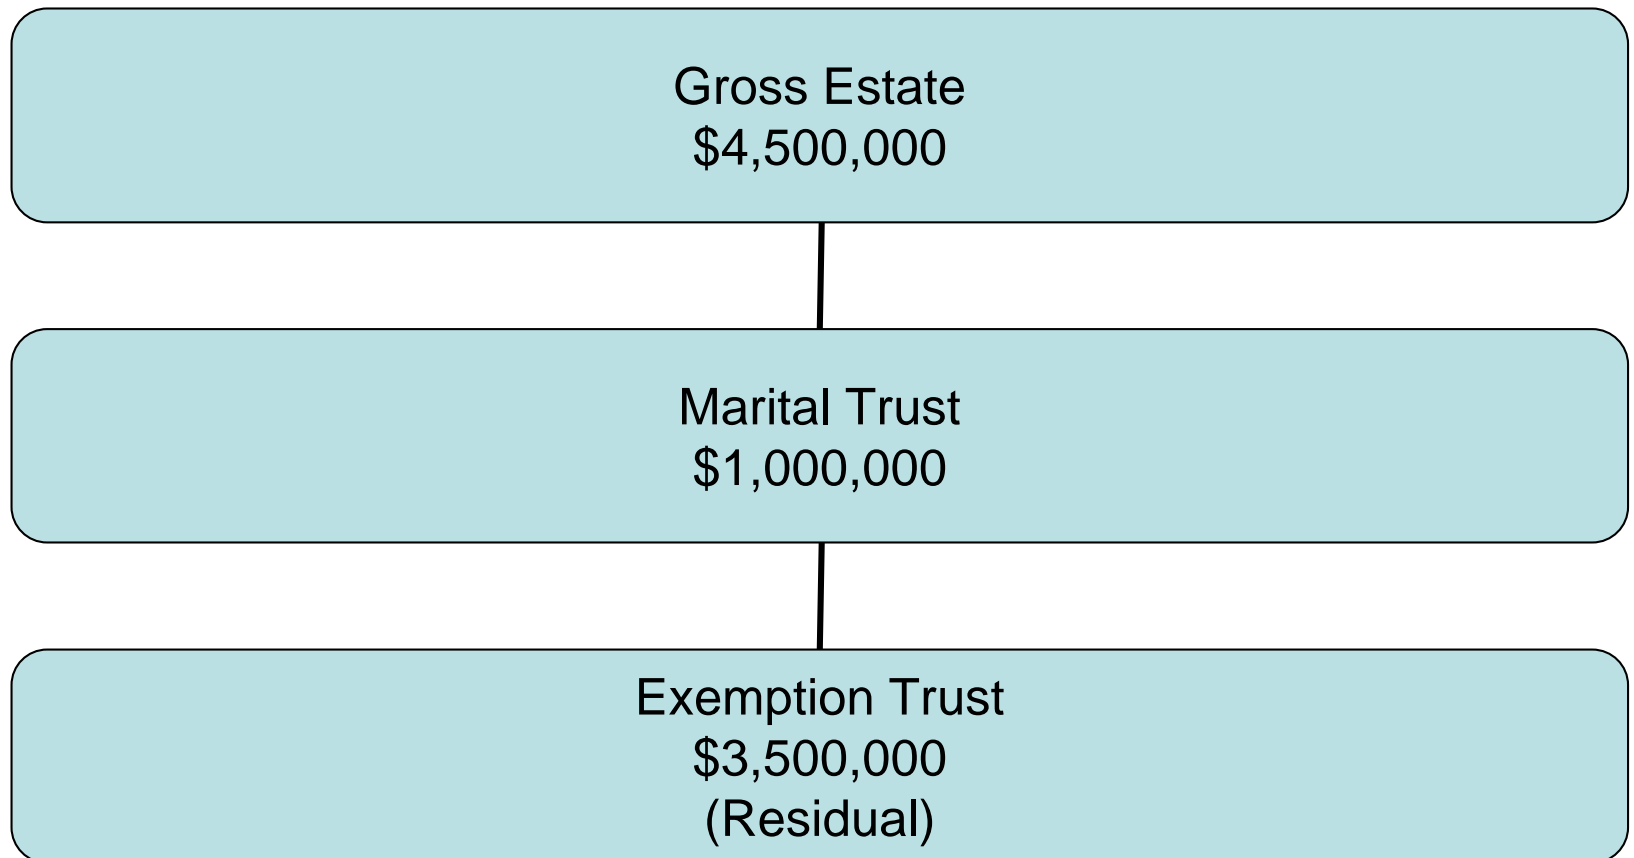 Gross Estate
$4,500,000
Marital Trust
$1,000,000
Exemption Trust
$3,500,000
(Residual)